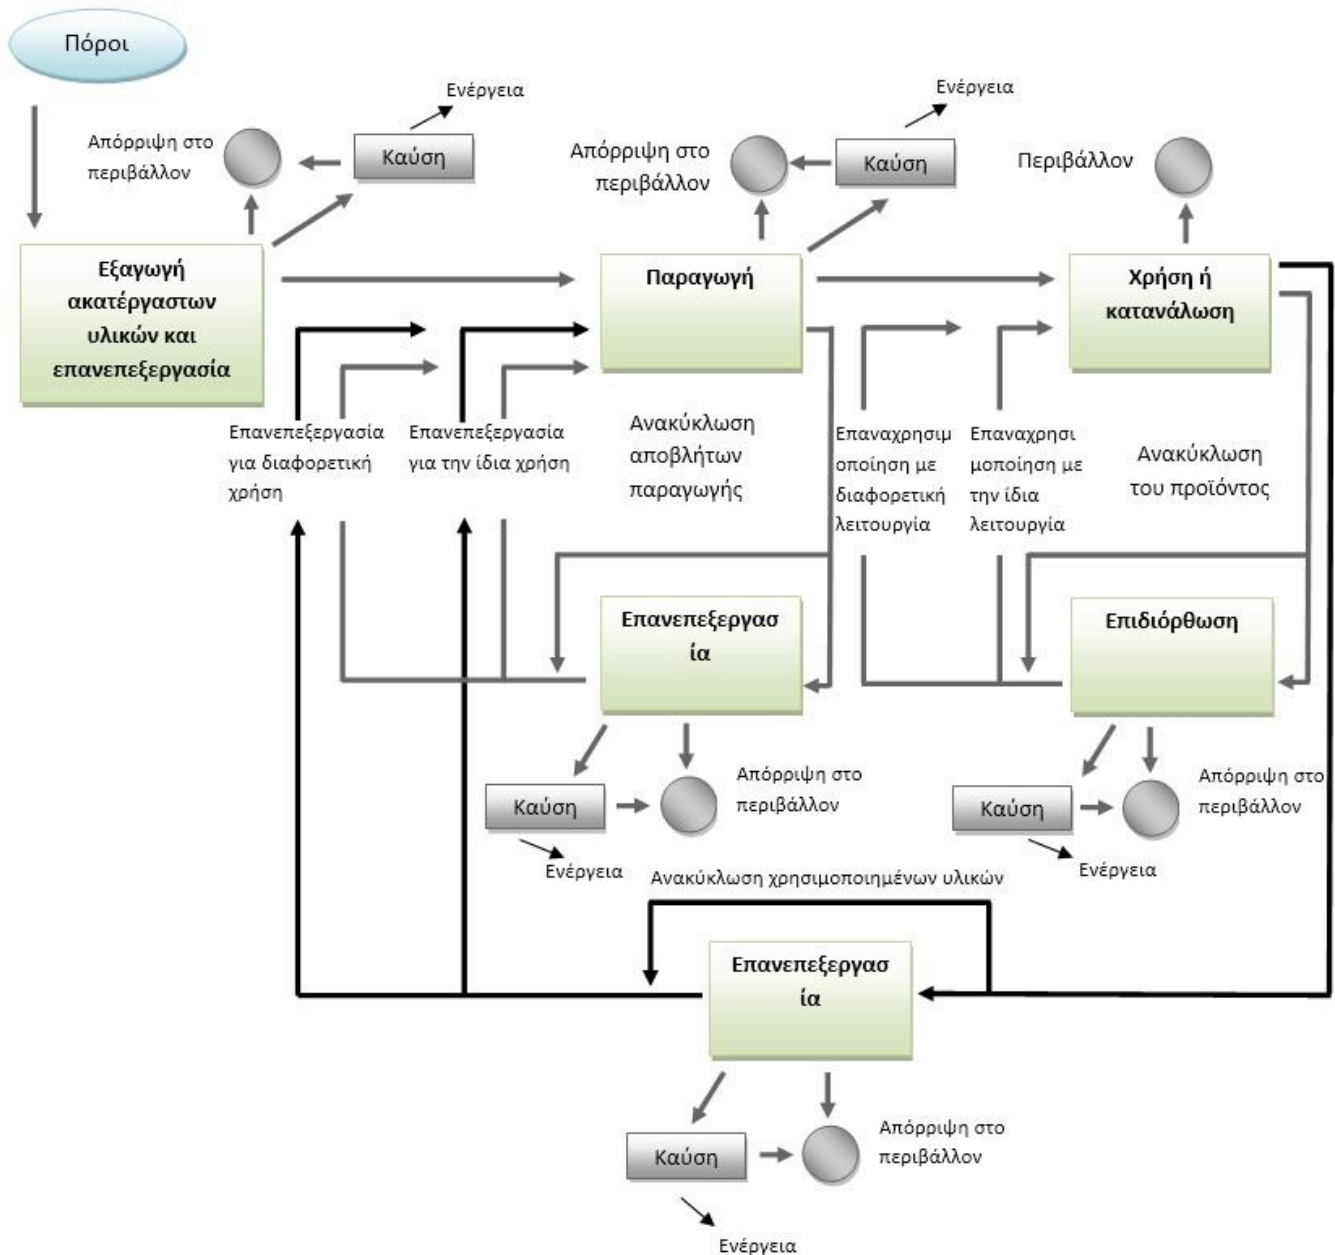 Πόροι
Ενέργεια
Ενέργεια
Απόρριψη στο
περιβάλλον
Καύση
Απόρριψη στο
περιβάλλον
Καύση
Περιβάλλον
Εξαγωγή
ακατέργαστων
υλικών και
επανεπεξεργασία
Παραγωγή
Χρήση ή
κατανάλωση
Επανεπεξεργασία
για διαφορετική
χρήση
Επανεπεξεργασία
για την ίδια χρήση
Ανακύκλωση
αποβλήτων
παραγωγής
Επαναχρησιμ
οποίηση με
διαφορετική
λειτουργία
Επαναχρησι
μοποίηση με
την ίδια
λειτουργία
Ανακύκλωση
του προϊόντος
Επανεπεξεργασ
ία
Επιδιόρθωση
Καύση
Απόρριψη στο
περιβάλλον
Ενέργεια
Καύση
Απόρριψη στο
περιβάλλον
Ενέργεια
Ανακύκλωση χρησιμοποιημένων υλικών
Επανεπεξεργασ
ία
Καύση
Απόρριψη στο
περιβάλλον
Ενέργεια